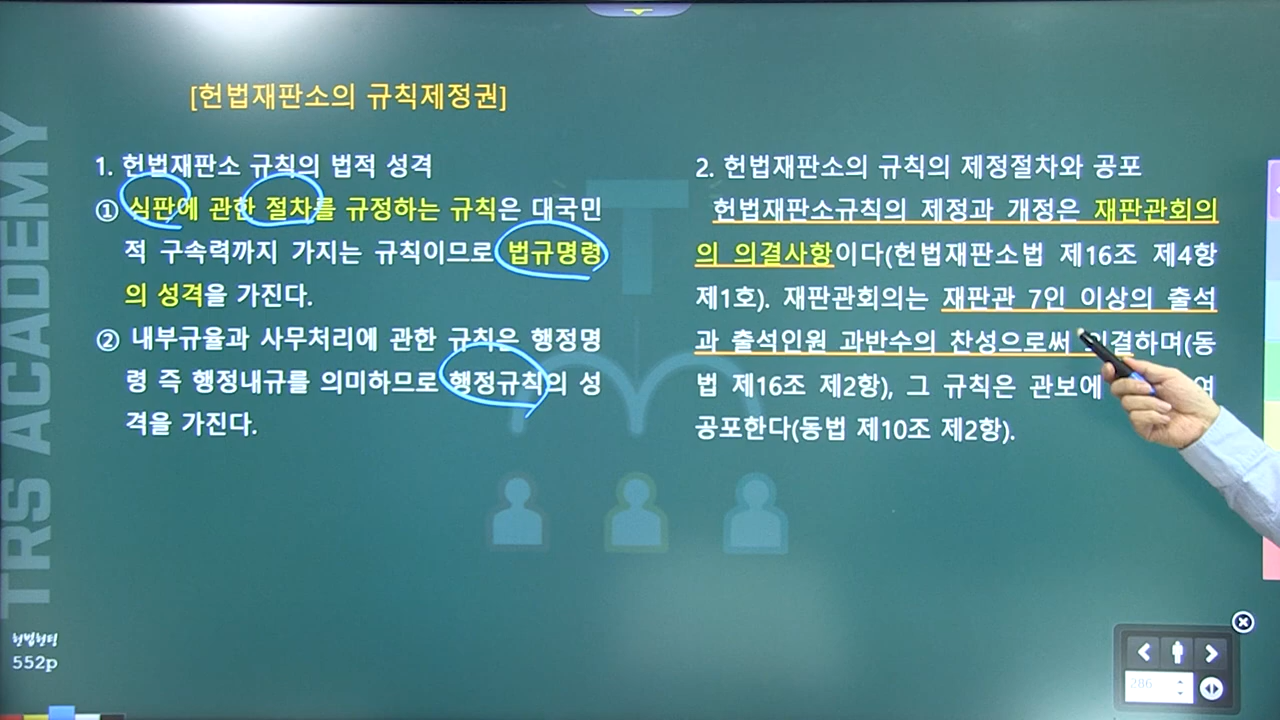 [헌법재판소의 규칙제정권]
1. 헌법재판소 규칙의 법적 성격
① 심판에 관한 절차를 규정하는 규칙은 대국민
적 구속력까지 가지는 규칙이므로 법규명령
의 성격을 가진다.
② 내부규율과 사무처리에 관한 규칙은 행정명
령 즉 행정내규를 의미하므로 행정규칙의 성
격을 가진다.
2. 헌법재판소의 규칙의 제정절차와 공포
헌법재판소규칙의 제정과 개정은 재판관회의
의 의결사항이다(헌법재판소법 제16조 제4항
제1호). 재판관회의는 재판관 7인 이상의 출석
과 출석인원 과반수의 찬성으로써 의결하며(동
법 제16조 제2항), 그 규칙은 관보에 여
공포한다(동법 제10조 제2항).
TRS ACADEMY
헌법헌팅
552p
286